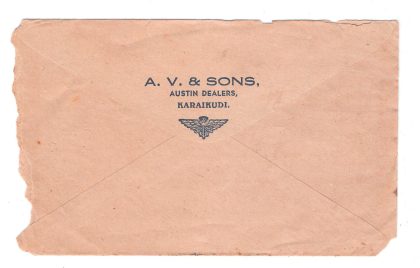 A. V. & SONS,
AUSTIN DEALERS,
KARAIKUDI.